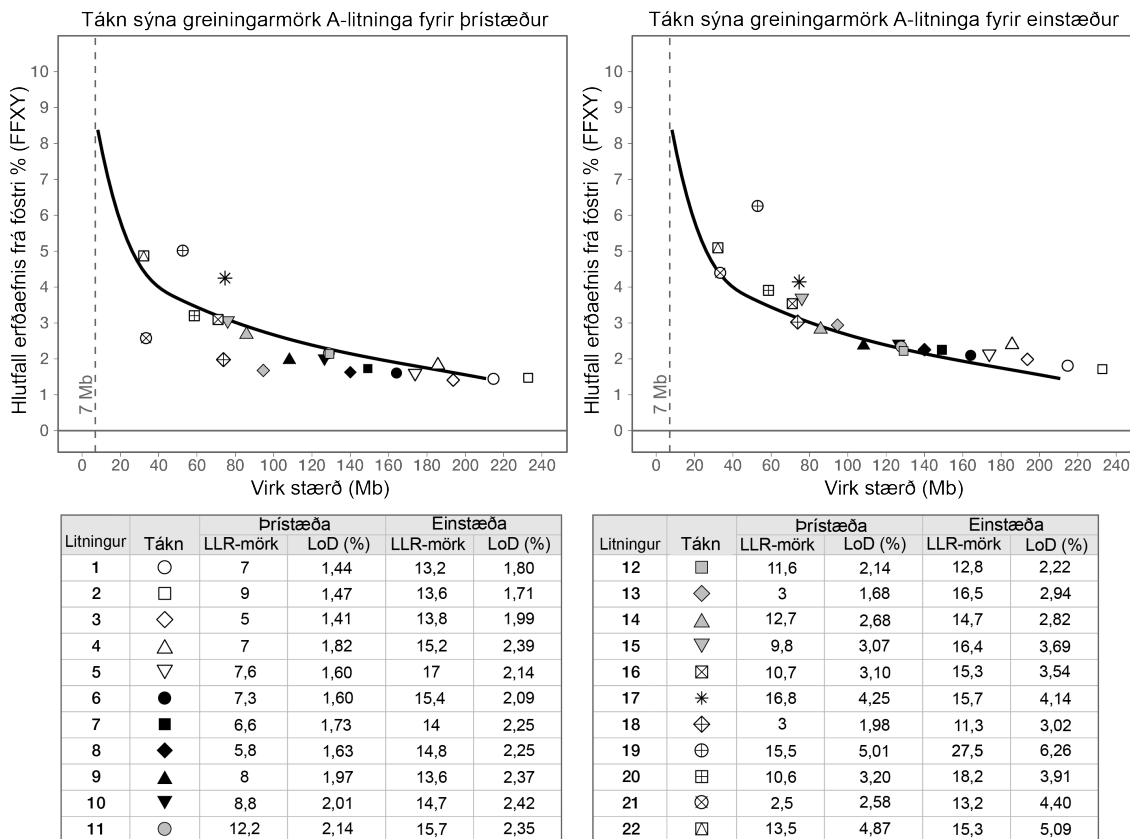 Tákn sýna greiningarmörk A-litninga fyrir þrístæður
Hlutfall erfðaefnis frá fóstri % (FFXY)
10
9
8
7
6
5
4
3
2
1
0
7 Mb
0 20 40 60 80 100 120 140 160 180 200 220 240
Virk stærð (Mb)
Tákn sýna greiningarmörk A-litninga fyrir einstæður
Hlutfall erfðaefnis frá fóstri % (FFXY)
10
9
8
7
6
5
4
3
2
1
0
7 Mb
0 20 40 60 80 100 120 140 160 180 200 220 240
Virk stærð (Mb)
Þrístæða Einstæða
Litningur Tákn LLR-mörk LoD (%) LLR-mörk LoD (%)
1 7 1,44 13,2 1,80
2 9 1,47 13,6 1,71
3 5 1,41 13,8 1,99
4 7 1,82 15,2 2,39
5 7,6 1,60 17 2,14
6 7,3 1,60 15,4 2,09
7 6,6 1,73 14 2,25
8 5,8 1,63 14,8 2,25
9 8 1,97 13,6 2,37
10 8,8 2,01 14,7 2,42
11 12,2 2,14 15,7 2,35
Þrístæða Einstæða
Litningur Tákn LLR-mörk LoD (%) LLR-mörk LoD (%)
12 11,6 2,14 12,8 2,22
13 3 1,68 16,5 2,94
14 12,7 2,68 14,7 2,82
15 9,8 3,07 16,4 3,69
16 10,7 3,10 15,3 3,54
17 16,8 4,25 15,7 4,14
18 3 1,98 11,3 3,02
19 15,5 5,01 27,5 6,26
20 10,6 3,20 18,2 3,91
21 2,5 2,58 13,2 4,40
22 13,5 4,87 15,3 5,09